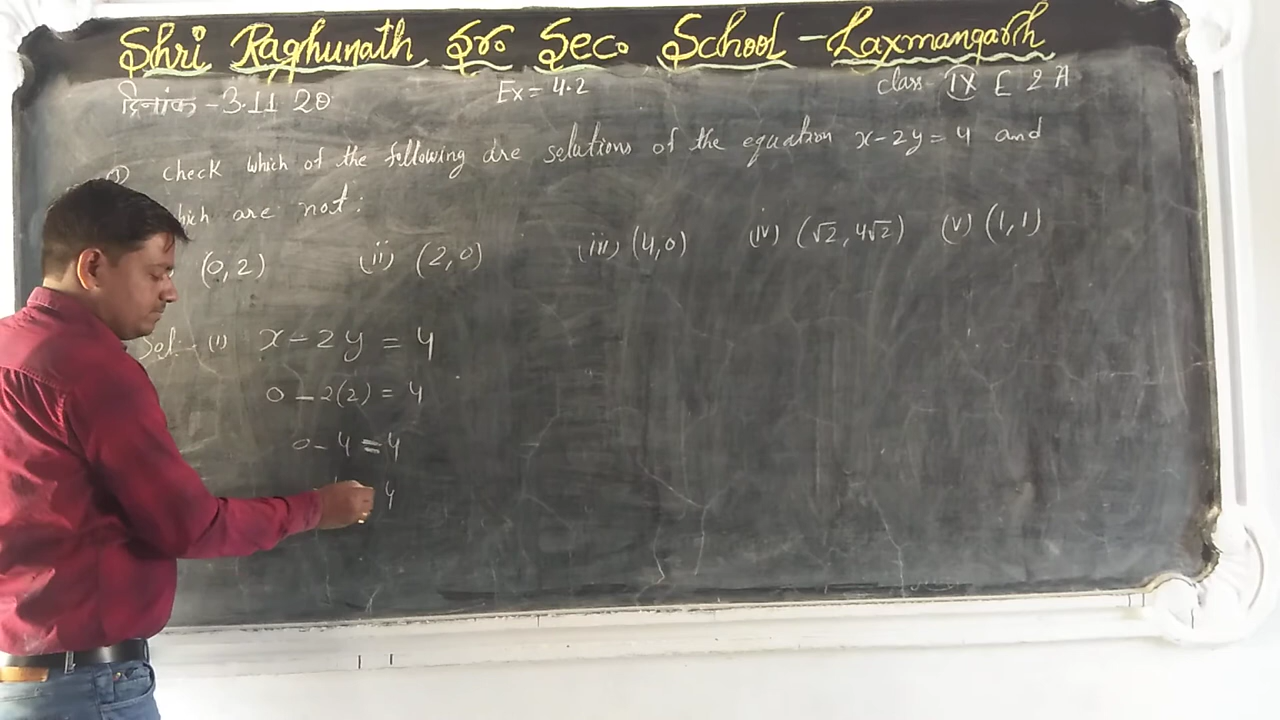 Shri Raghunath Sr. Sec. School - Laxmangarh
दिनांक - 3.11 20 Ex = 4.2 class - IX E 2 A
check which of the following are solutions of the equation x - 2y = 4 and
hich are not:
(0, 2) (ii) (2, 0) (iii) (4, 0) (iv) (√2, 4√2) (v) (1, 1)
Sol:- (i) x - 2y = 4
0 - 2(2) = 4
0 - 4 = 4
4